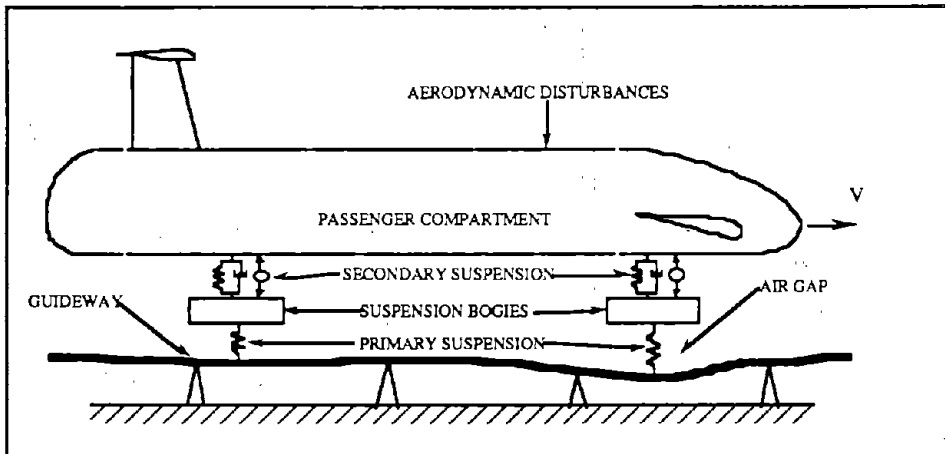 AERODYNAMIC DISTURBANCES
V
PASSENGER COMPARTMENT
SECONDARY SUSPENSION
GUIDEWAY
AIR GAP
SUSPENSION BOGIES
PRIMARY SUSPENSION